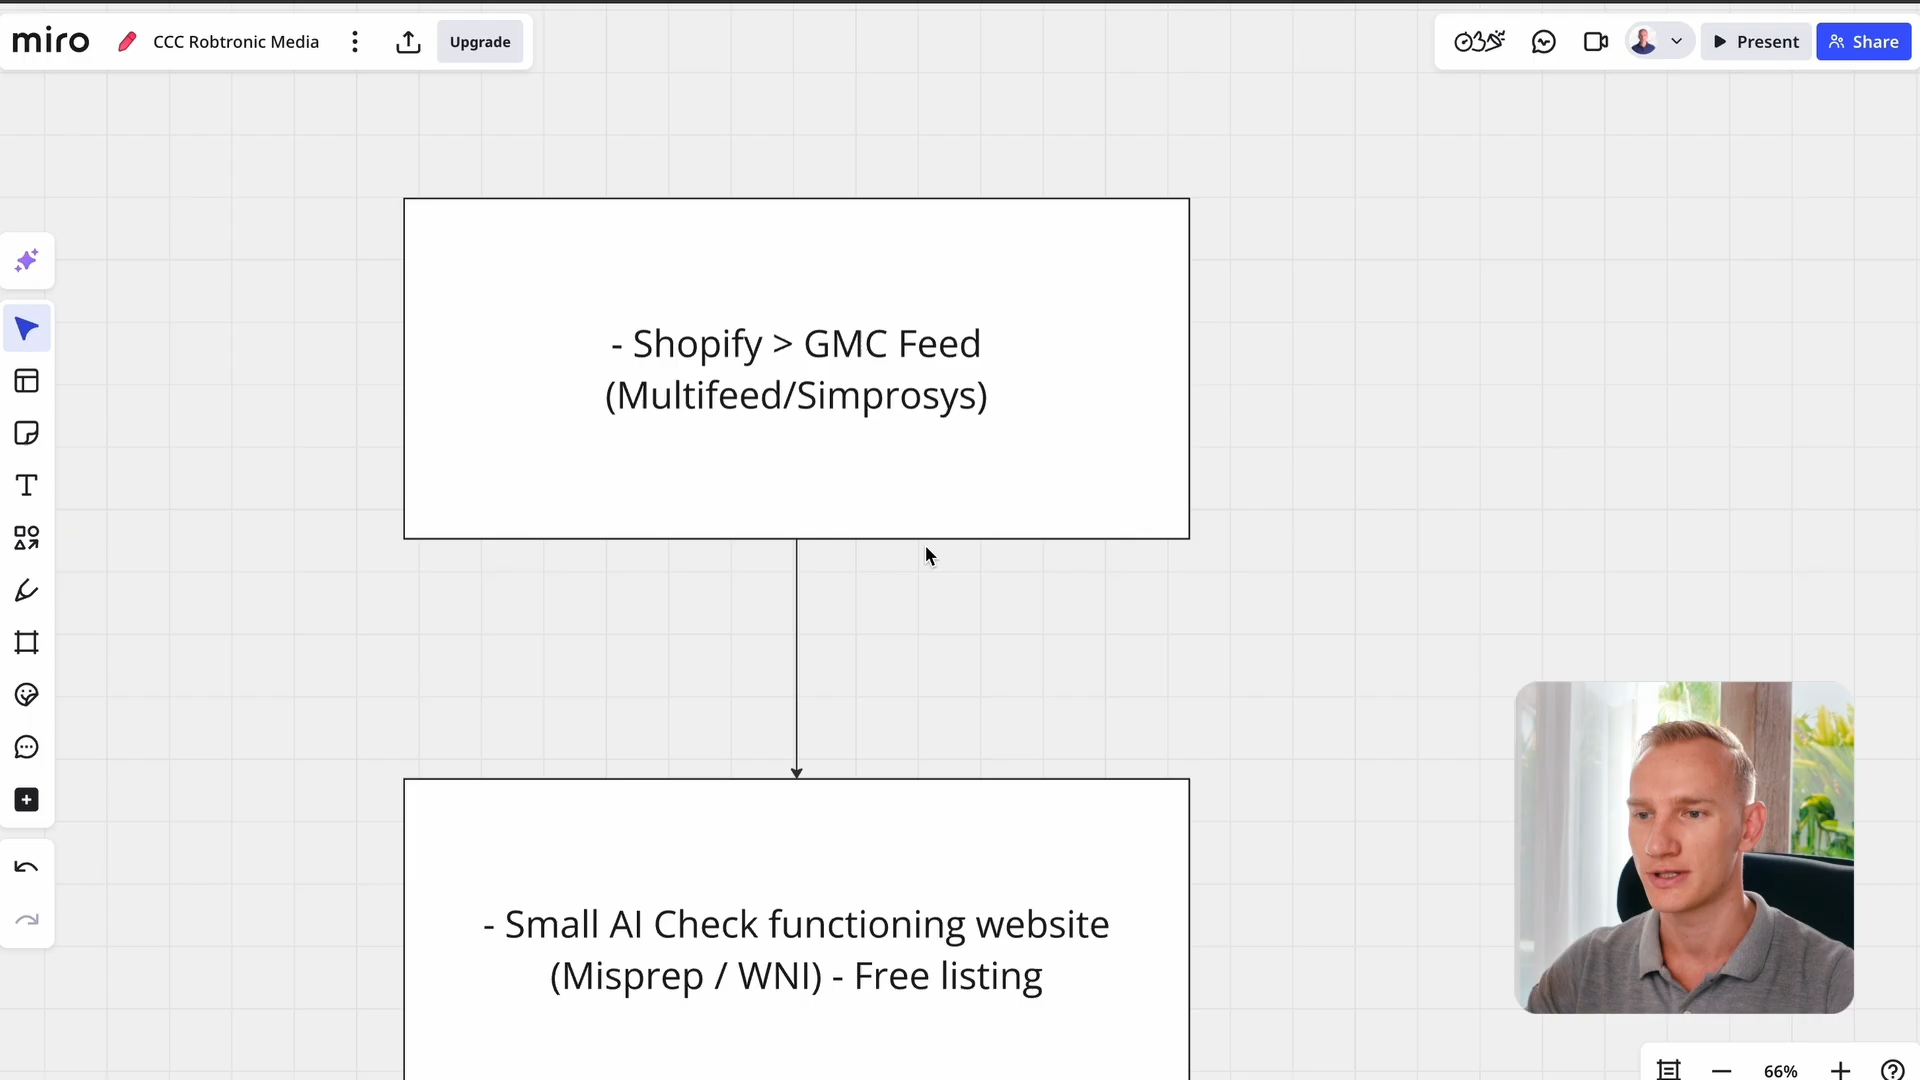 miro
CCC Robtronic Media
Upgrade
Present
Share
- Shopify > GMC Feed
(Multifeed/Simprosys)
- Small AI Check functioning website
(Misprep / WNI) - Free listing
66%